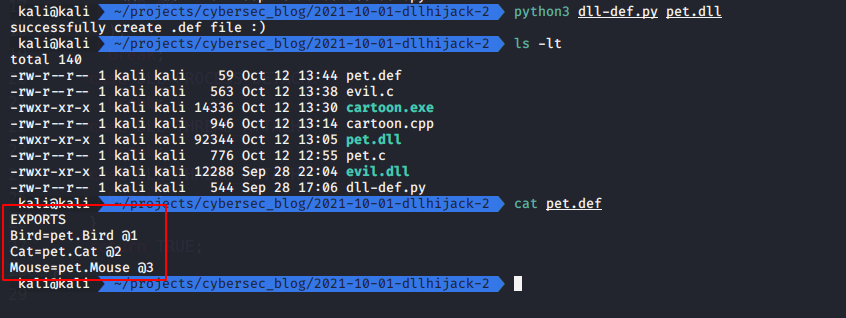 kali@kali ~/projects/cybersec_blog/2021-10-01-dllhijack-2 python3 dll-def.py pet.dll
successfully create .def file :)
kali@kali ~/projects/cybersec_blog/2021-10-01-dllhijack-2 ls -lt
total 140
-rw-r--r-- 1 kali kali 59 Oct 12 13:44 pet.def
-rw-r--r-- 1 kali kali 563 Oct 12 13:38 evil.c
-rwxr-xr-x 1 kali kali 14336 Oct 12 13:30 cartoon.exe
-rw-r--r-- 1 kali kali 946 Oct 12 13:14 cartoon.cpp
-rwxr-xr-x 1 kali kali 92344 Oct 12 13:05 pet.dll
-rw-r--r-- 1 kali kali 776 Oct 12 12:55 pet.c
-rwxr-xr-x 1 kali kali 12288 Sep 28 22:04 evil.dll
-rw-r--r-- 1 kali kali 544 Sep 28 17:06 dll-def.py
kali@kali ~/projects/cybersec_blog/2021-10-01-dllhijack-2 cat pet.def
EXPORTS
Bird=pet.Bird @1
Cat=pet.Cat @2
Mouse=pet.Mouse @3
kali@kali ~/projects/cybersec_blog/2021-10-01-dllhijack-2